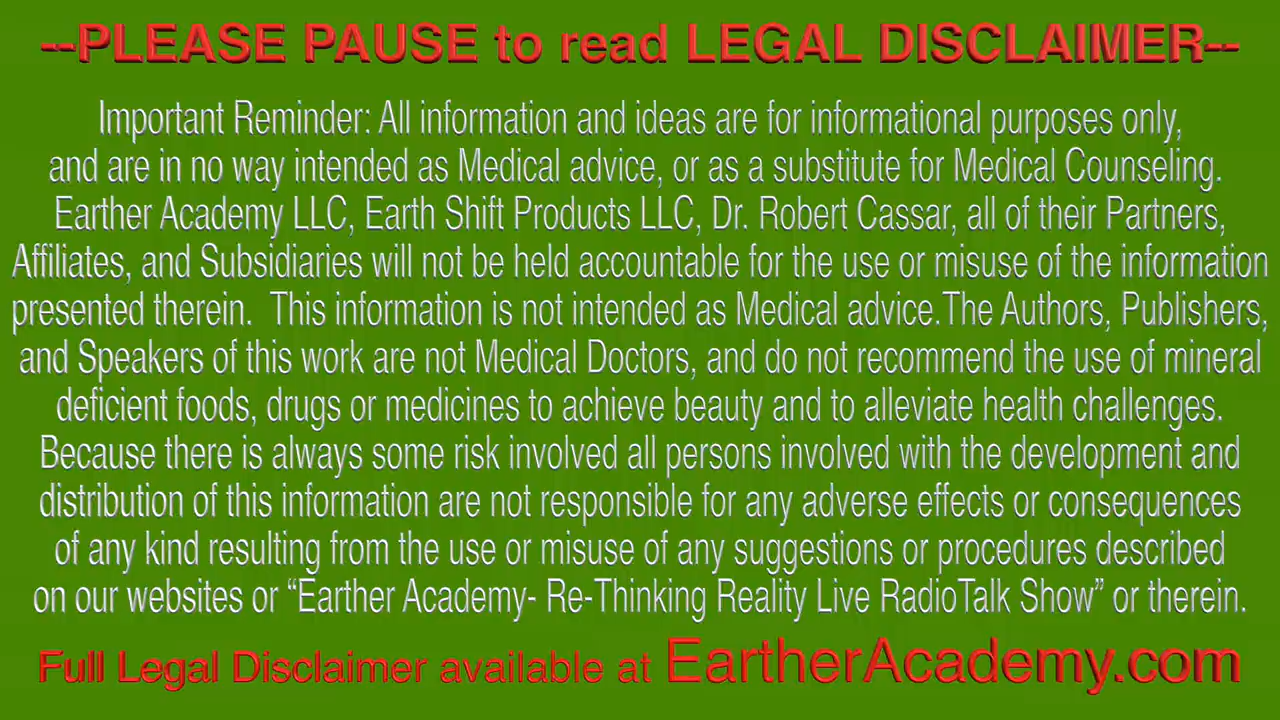 --PLEASE PAUSE to read LEGAL DISCLAIMER--
Important Reminder: All information and ideas are for informational purposes only,
and are in no way intended as Medical advice, or as a substitute for Medical Counseling.
Earther Academy LLC, Earth Shift Products LLC, Dr. Robert Cassar, all of their Partners,
Affiliates, and Subsidiaries will not be held accountable for the use or misuse of the information
presented therein.  This information is not intended as Medical advice.The Authors, Publishers,
and Speakers of this work are not Medical Doctors, and do not recommend the use of mineral
deficient foods, drugs or medicines to achieve beauty and to alleviate health challenges.
Because there is always some risk involved all persons involved with the development and
distribution of this information are not responsible for any adverse effects or consequences
of any kind resulting from the use or misuse of any suggestions or procedures described
on our websites or “Earther Academy- Re-Thinking Reality Live RadioTalk Show” or therein.
Full Legal Disclaimer available at EartherAcademy.com